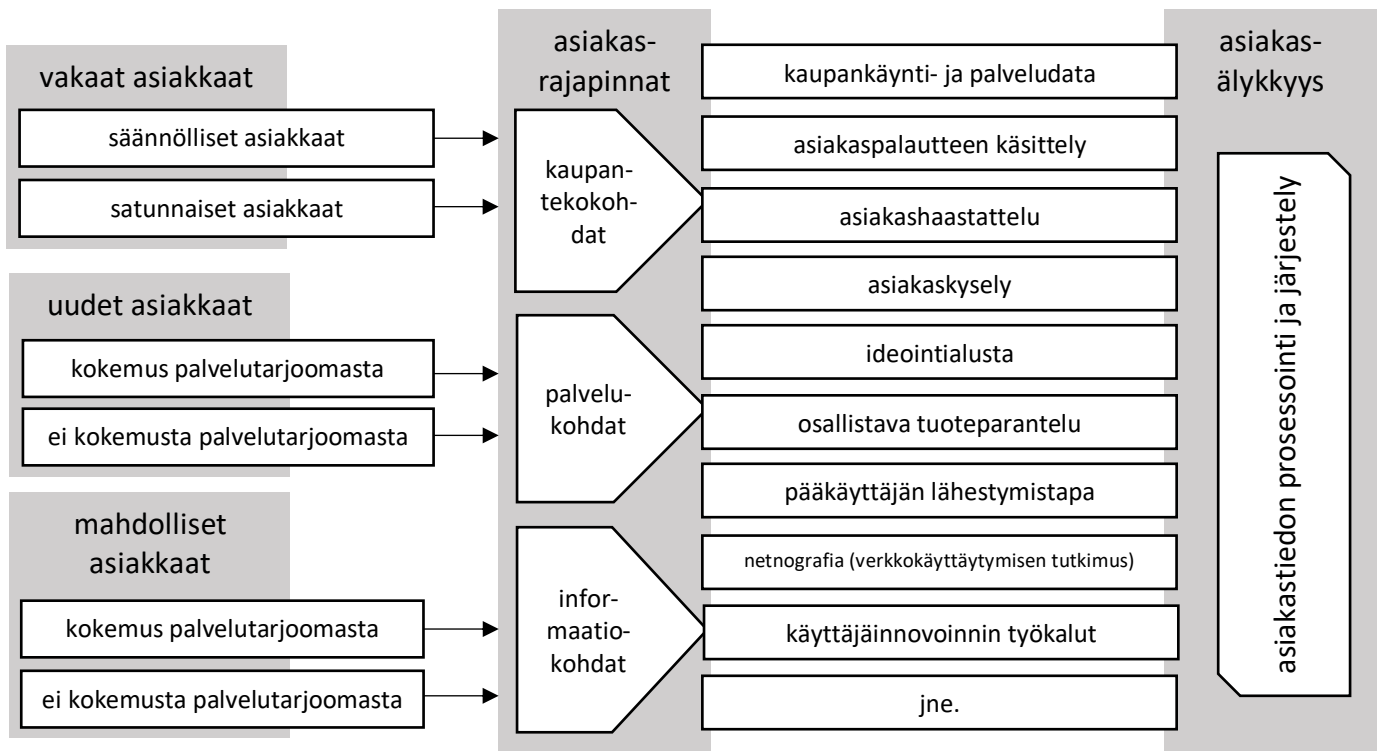 vakaat asiakkaat
säännölliset asiakkaat
satunnaiset asiakkaat
uudet asiakkaat
kokemus palvelutarjoomasta
ei kokemusta palvelutarjoomasta
mahdolliset
asiakkaat
kokemus palvelutarjoomasta
ei kokemusta palvelutarjoomasta
asiakas-
rajapinnat
kaupan-
tekokoh-
dat
palvelu-
kohdat
infor-
maatio-
kohdat
kaupankäynti- ja palveludata
asiakaspalautteen käsittely
asiakashaastattelu
asiakaskysely
ideointialusta
osallistava tuoteparantelu
pääkäyttäjän lähestymistapa
netnografia (verkkokäyttäytymisen tutkimus)
käyttäjäinnovoinnin työkalut
jne.
asiakas-
älykkyys
asiakastiedon prosessointi ja järjestely